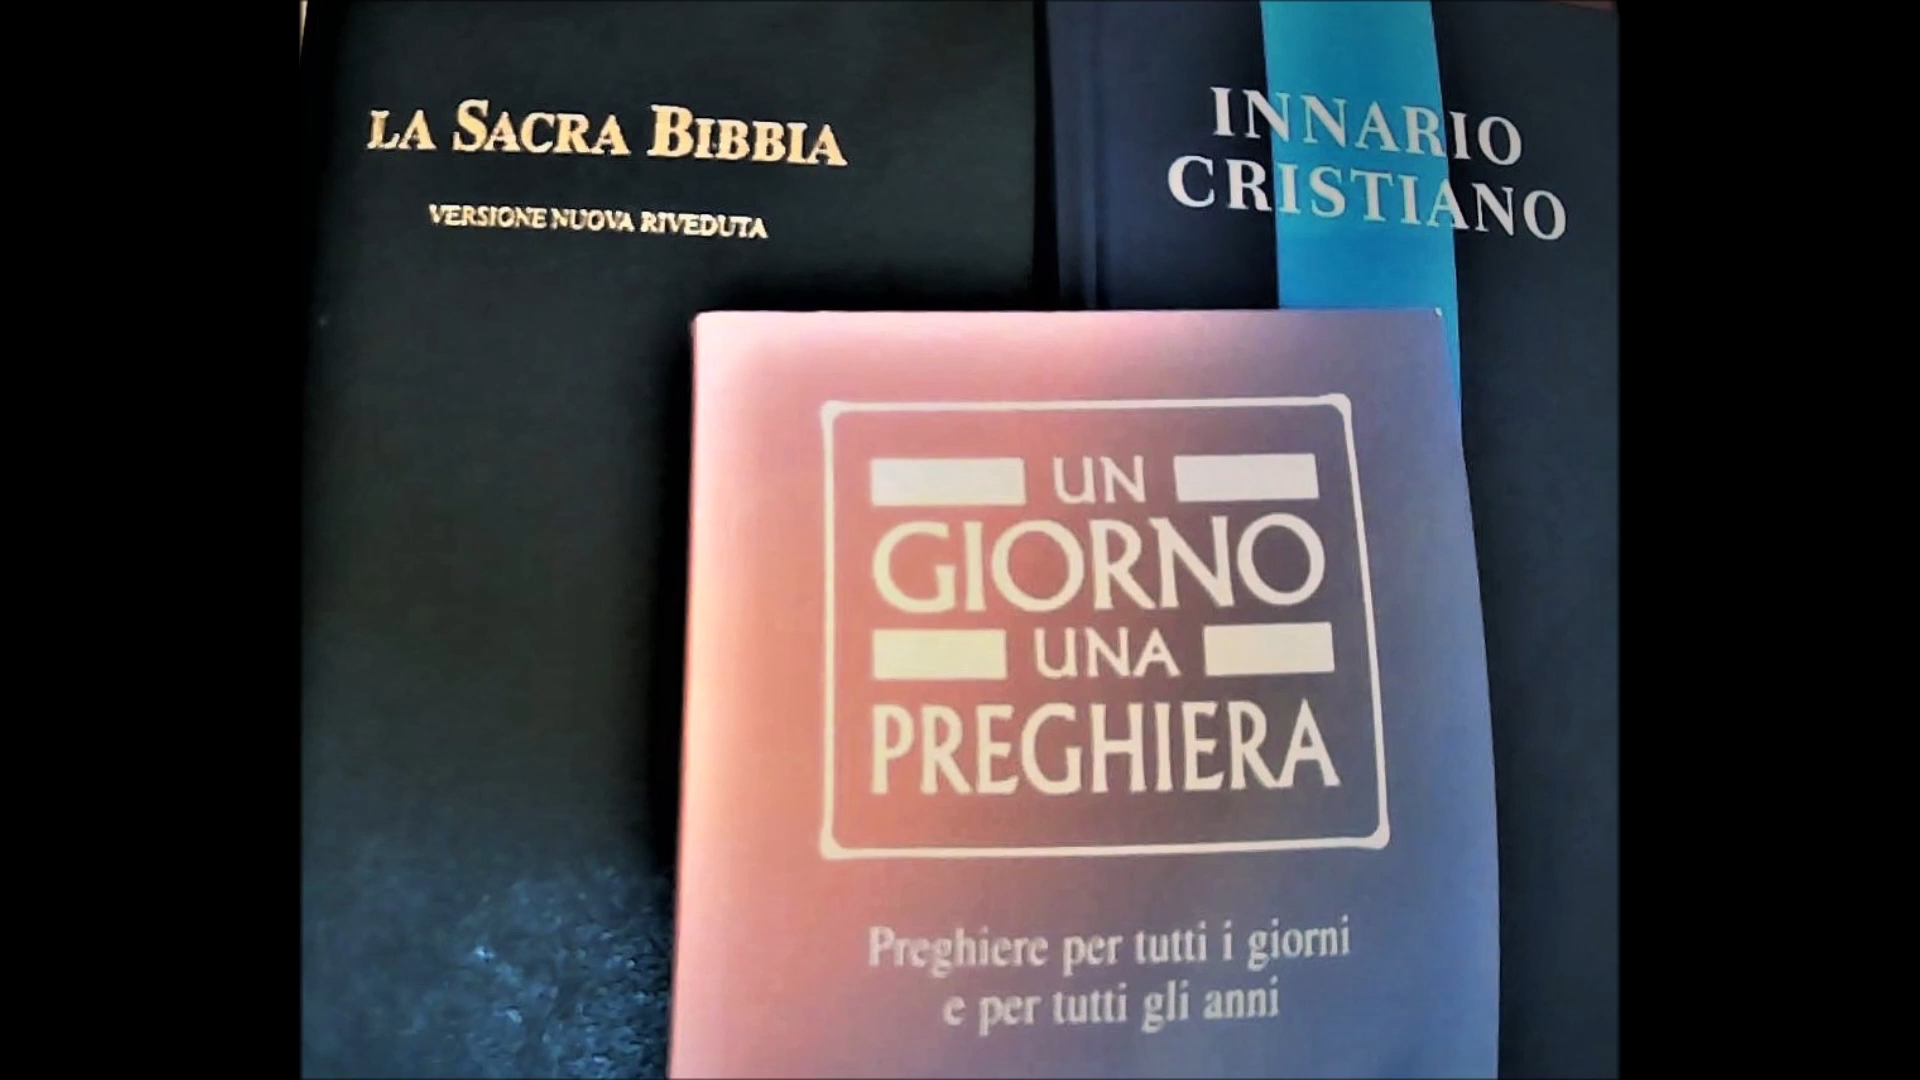 LA SACRA BIBBIA
VERSIONE NUOVA RIVEDUTA
INNARIO
CRISTIANO
UN
GIORNO
UNA
PREGHIERA
Preghiere per tutti i giorni
e per tutti gli anni